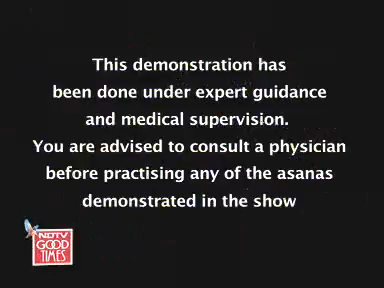 This demonstration has
been done under expert guidance
and medical supervision.
You are advised to consult a physician
before practising any of the asanas
demonstrated in the show
NDTV
GOOD
TIMES